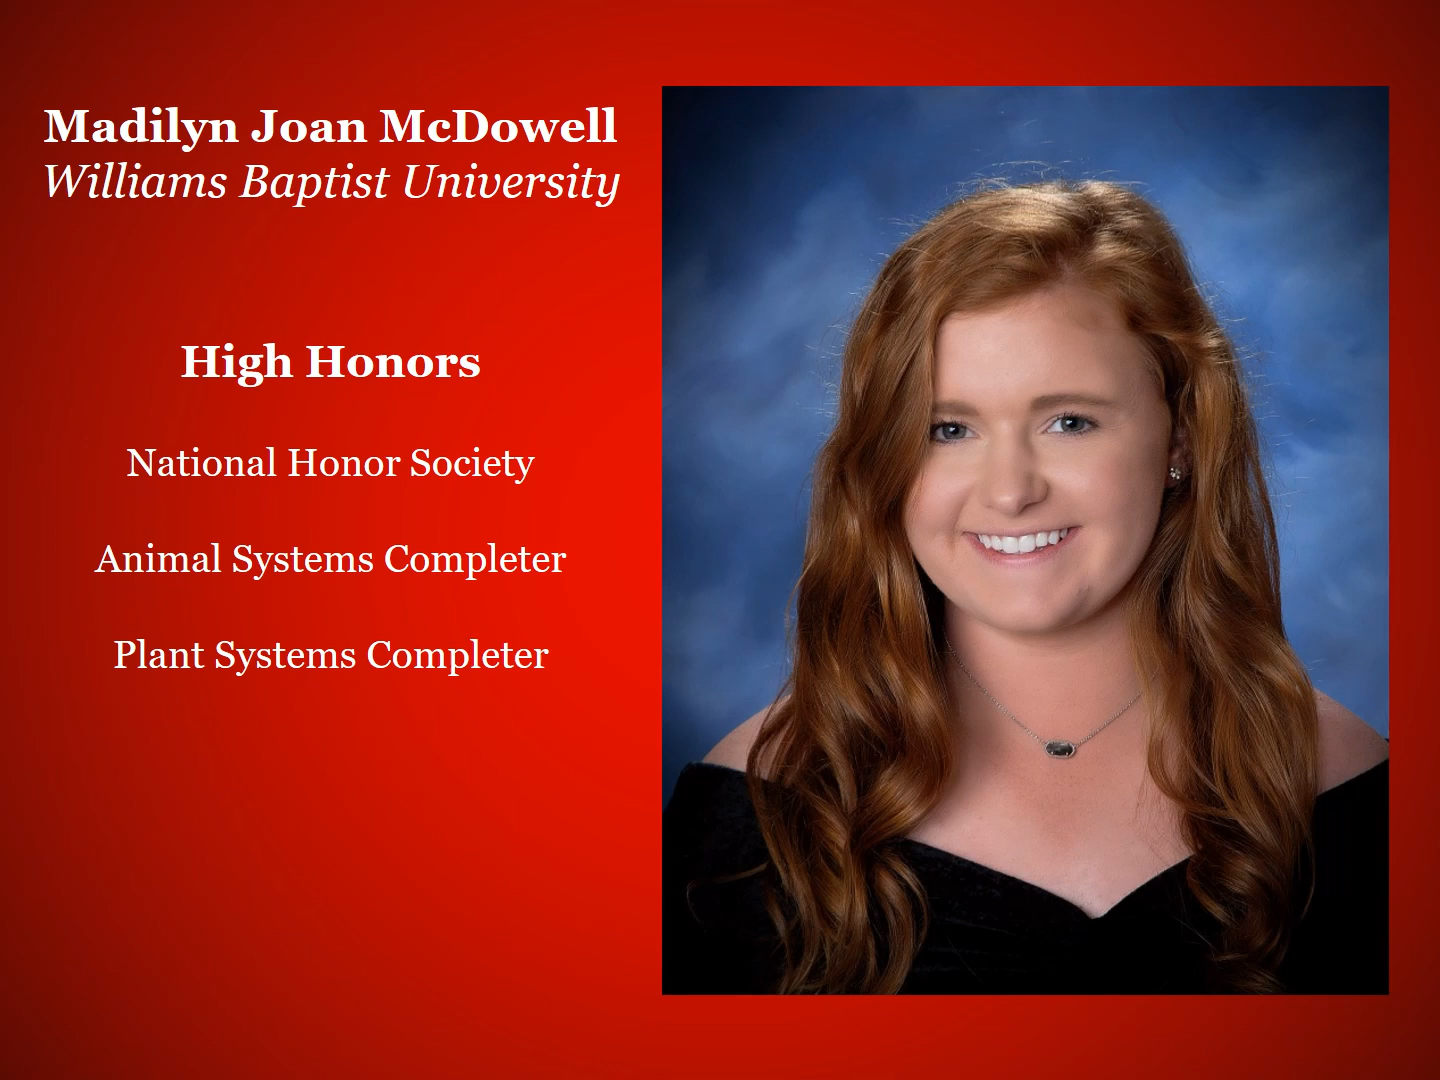 Madilyn Joan McDowell
Williams Baptist University
High Honors
National Honor Society
Animal Systems Completer
Plant Systems Completer